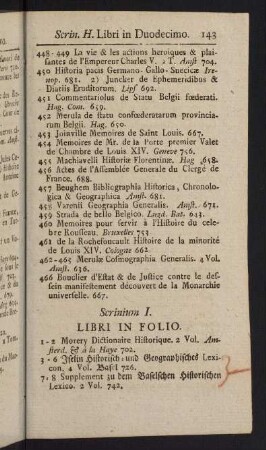 Scrin. H. Libri in Duodecimo. 143
448-449 La vie & les actions heroiques & plai-
santes de l'Empereur Charles V. 2 T. Amst 704.
450 Historia pacis Germano-Gallo-Suecicæ Ire-
nop. 681. 2) Juncker de Ephemeridibus &
Diariis Eruditorum. Lips 692.
451 Commentariolus de Statu Belgii fœderati.
Hag. Com. 659.
452 Merula de statu confœderatarum provincia-
rum Belgii. Hag. 650.
453 Joinville Memoires de Saint Louis. 667.
454 Memoires de Mr. de la Porte premier Valet
de Chambre de Louis XIV. Geneve 756.
455 Machiavelli Historiæ Florentinæ. Hag. 658.
456 Actes de l'Assemblée Generale du Clergé de
France. 688.
457 Beughem Bibliographia Historica, Chronolo-
gica & Geographica Amst. 681.
458 Varenii Geographia Generalis. Amst. 671.
459 Strada de bello Belgico. Lugd. Bat. 643.
460 Memoires pour servir à l'Histoire du cele-
bre Rousseau. Bruxelles 753.
461 de la Rochefoucault Histoire de la minorité
de Louis XIV. Cologne 662.
462-465 Merulæ Cosmographia Generalis. 4 Vol.
Amst. 636.
466 Bouclier d'Estat & de Justice contre le des-
sein manifestement découvert de la Monarchie
universelle. 667.
Scrinium I.
LIBRI IN FOLIO.
1-2 Morery Dictionaire Historique. 2 Vol. Am-
sterd. & à la Haye 702.
3-6 Iselin Historisch- und Geographisches Lexi-
con. 4 Vol. Basel 726.
7-8 Supplement zu dem Baselschen Historischen
Lexico. 2 Vol. 742.